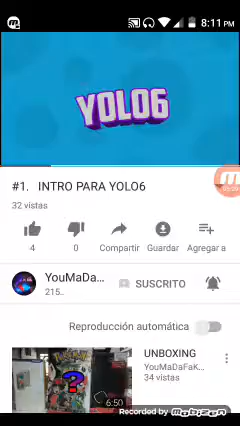 8:11 PM
YOLO6
#1. INTRO PARA YOLO6
32 vistas
4
0
Compartir
Guardar
Agregar a
YouMaDa...
215..
SUSCRITO
Reproducción automática
UNBOXING
YouMaDaFaK...
34 vistas
6:50
Recorded by mobizen